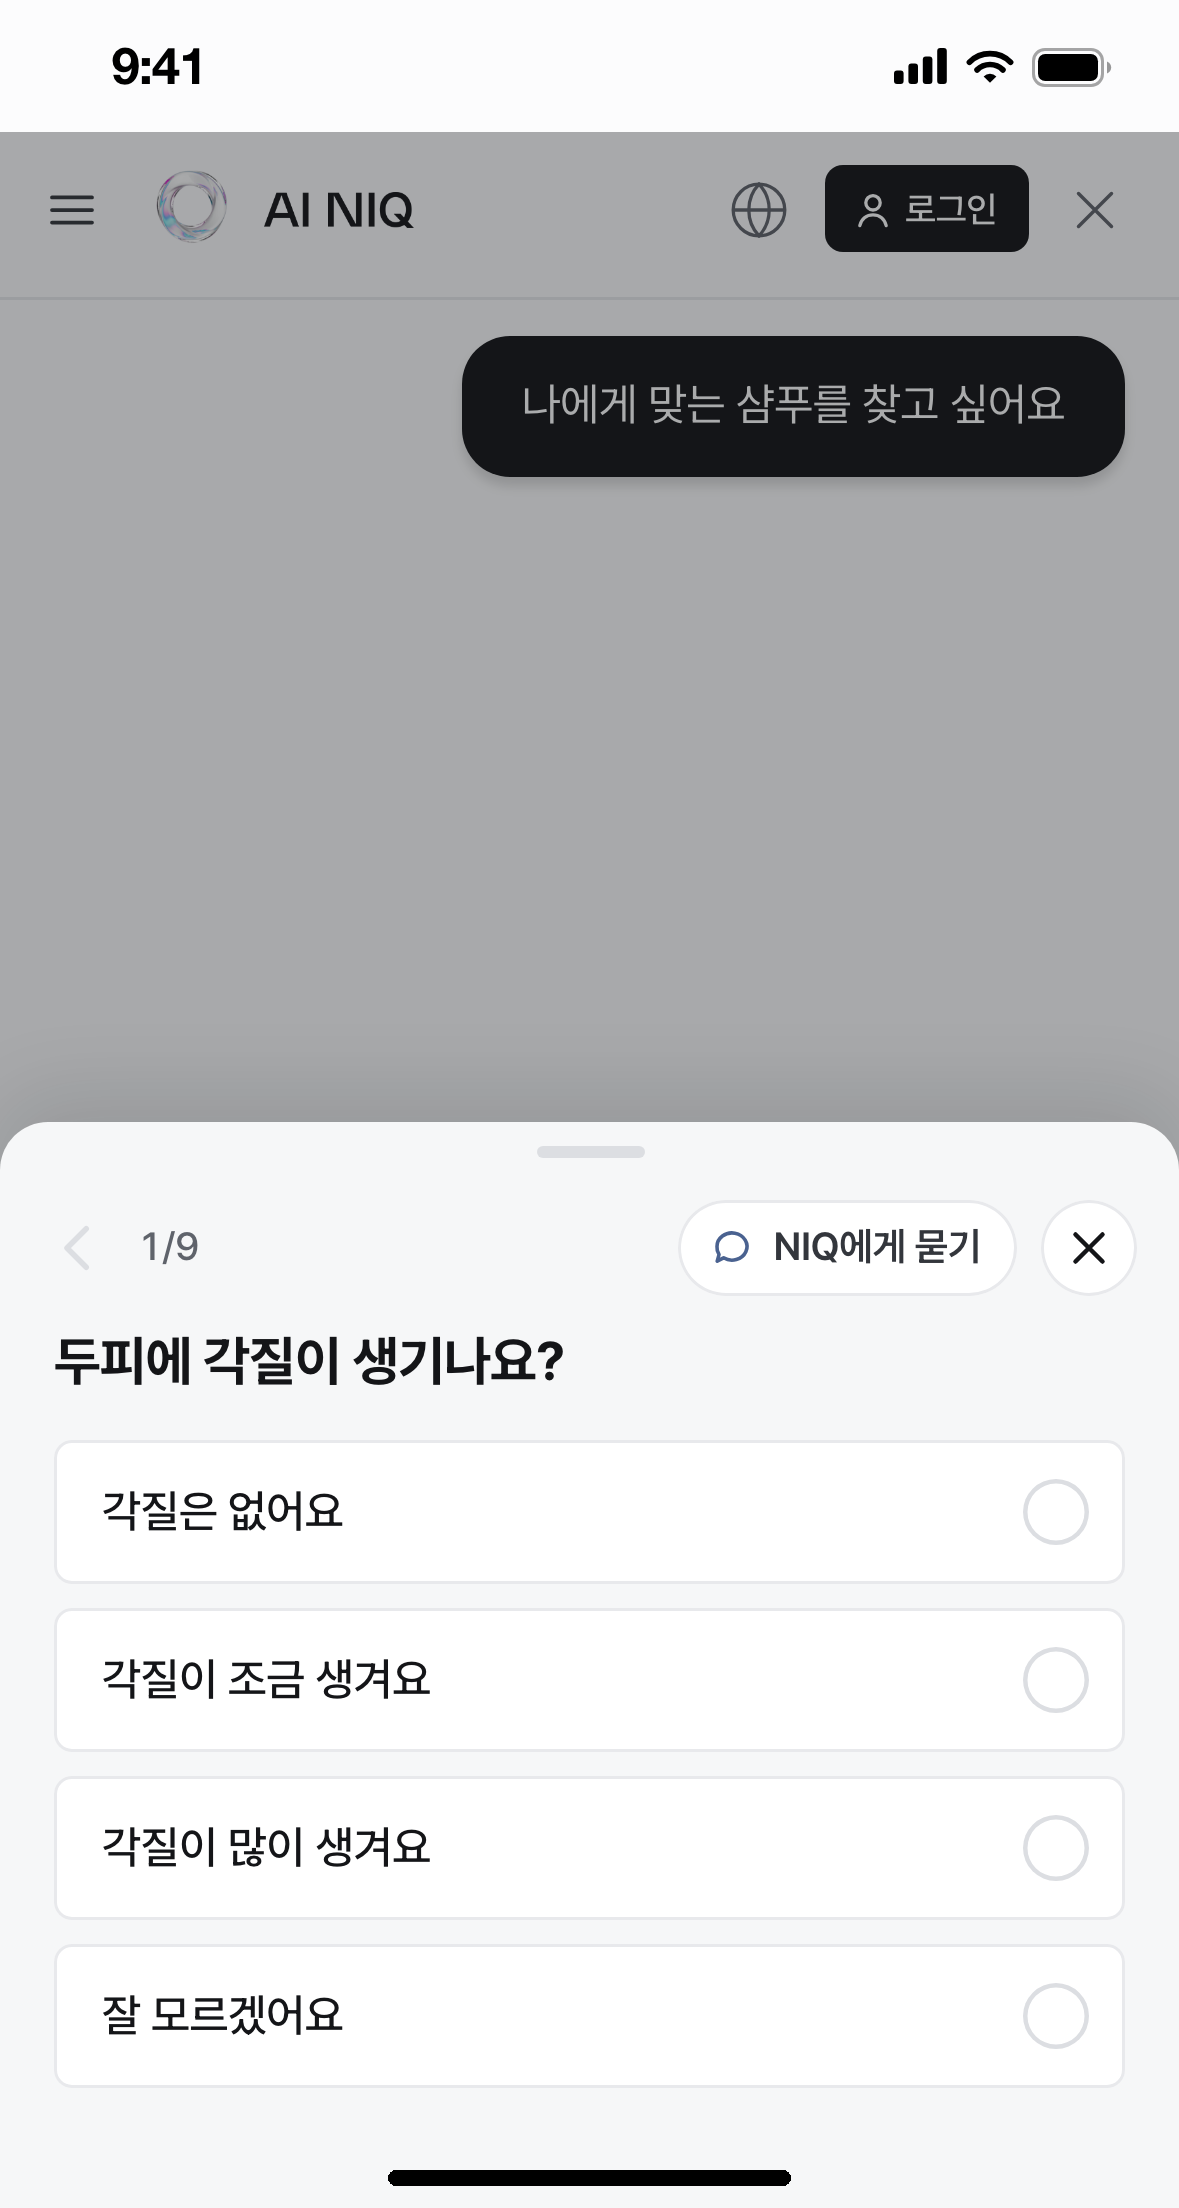 9:41
AI NIQ
로그인
나에게 맞는 샴푸를 찾고 싶어요
1/9
NIQ에게 묻기
두피에 각질이 생기나요?
각질은 없어요
각질이 조금 생겨요
각질이 많이 생겨요
잘 모르겠어요